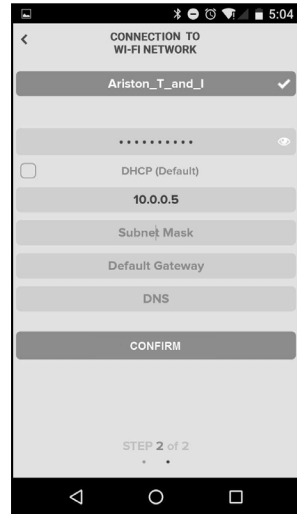 5:04
CONNECTION TO
WI-FI NETWORK
Ariston_T_and_I
••••••••••
DHCP (Default)
10.0.0.5
Subnet Mask
Default Gateway
DNS
CONFIRM
STEP 2 of 2